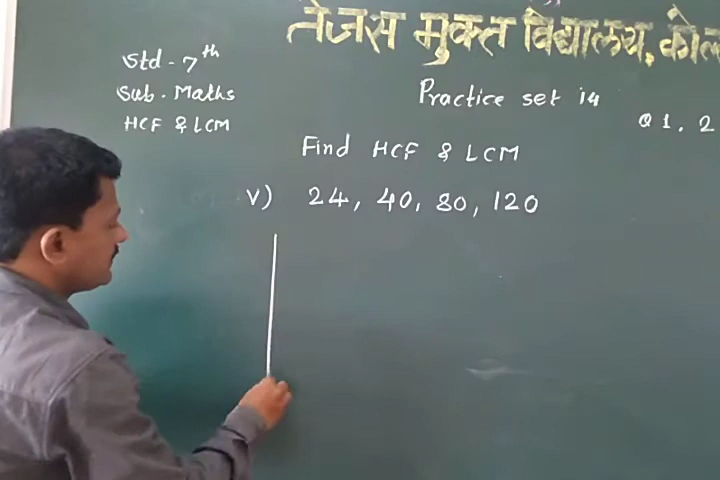 तेजस मुक्त विद्यालय,
Std - 7th
Sub - Maths
HCF & LCM
Practice set 14
Q 1, 2
Find HCF & LCM
v) 24, 40, 80, 120